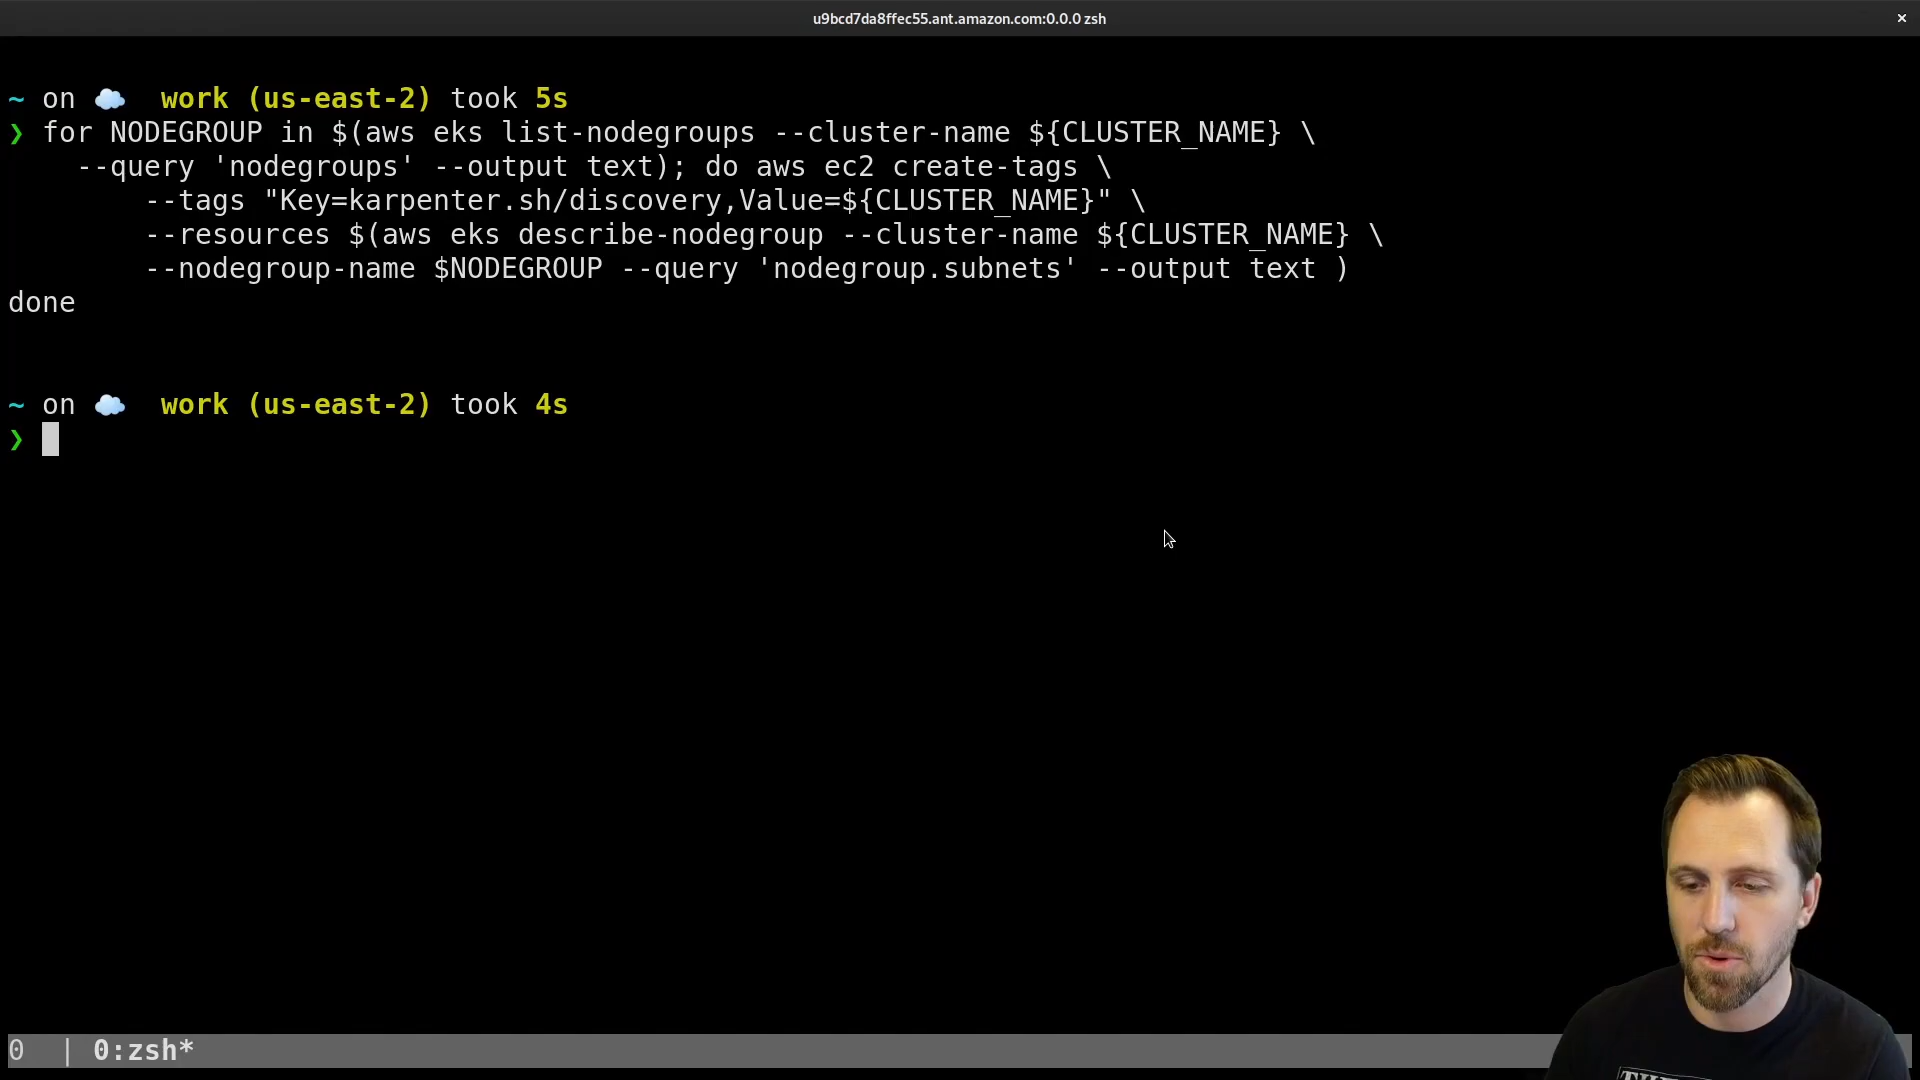 u9bcd7da8ffec55.ant.amazon.com:0.0.0 zsh
~ on work (us-east-2) took 5s
❯ for NODEGROUP in $(aws eks list-nodegroups --cluster-name ${CLUSTER_NAME} \
--query 'nodegroups' --output text); do aws ec2 create-tags \
--tags "Key=karpenter.sh/discovery,Value=${CLUSTER_NAME}" \
--resources $(aws eks describe-nodegroup --cluster-name ${CLUSTER_NAME} \
--nodegroup-name $NODEGROUP --query 'nodegroup.subnets' --output text )
done
~ on work (us-east-2) took 4s
❯
0 | 0:zsh*